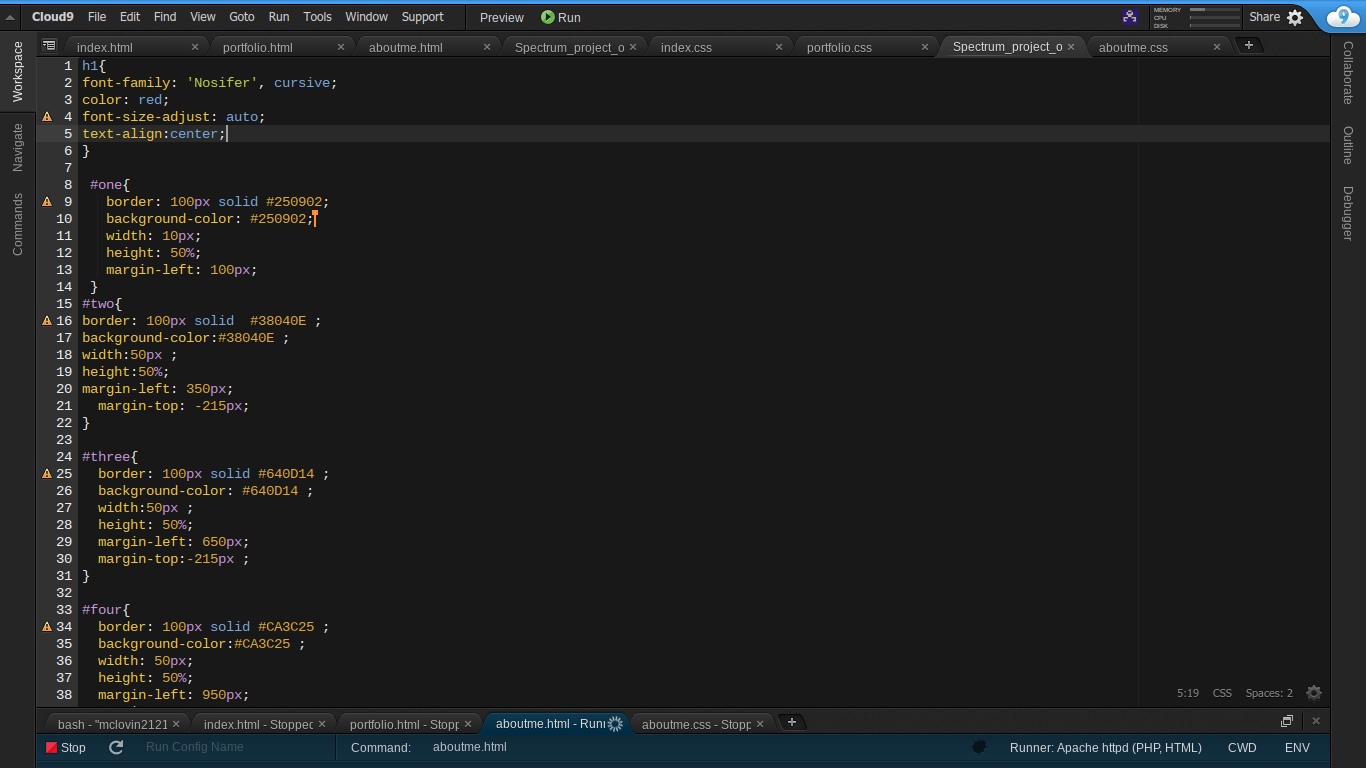 Cloud9 File Edit Find View Goto Run Tools Window Support Preview Run MEMORY CPU DISK Share 9
index.html portfolio.html aboutme.html Spectrum_project_o index.css portfolio.css Spectrum_project_o aboutme.css
Workspace
Navigate
Commands
Collaborate
Outline
Debugger
1 h1{
2 font-family: 'Nosifer', cursive;
3 color: red;
4 font-size-adjust: auto;
5 text-align:center;
6 }
7
8 #one{
9 border: 100px solid #250902;
10 background-color: #250902;
11 width: 10px;
12 height: 50%;
13 margin-left: 100px;
14 }
15 #two{
16 border: 100px solid  #38040E ;
17 background-color:#38040E ;
18 width:50px ;
19 height:50%;
20 margin-left: 350px;
21 margin-top: -215px;
22 }
23
24 #three{
25 border: 100px solid #640D14 ;
26 background-color: #640D14 ;
27 width:50px ;
28 height: 50%;
29 margin-left: 650px;
30 margin-top:-215px ;
31 }
32
33 #four{
34 border: 100px solid #CA3C25 ;
35 background-color:#CA3C25 ;
36 width: 50px;
37 height: 50%;
38 margin-left: 950px;
5:19 CSS Spaces: 2
bash - "mclovin2121 index.html - Stopped portfolio.html - Stopp aboutme.html - Runn aboutme.css - Stopp
Stop Run Config Name Command: aboutme.html Runner: Apache httpd (PHP, HTML) CWD ENV